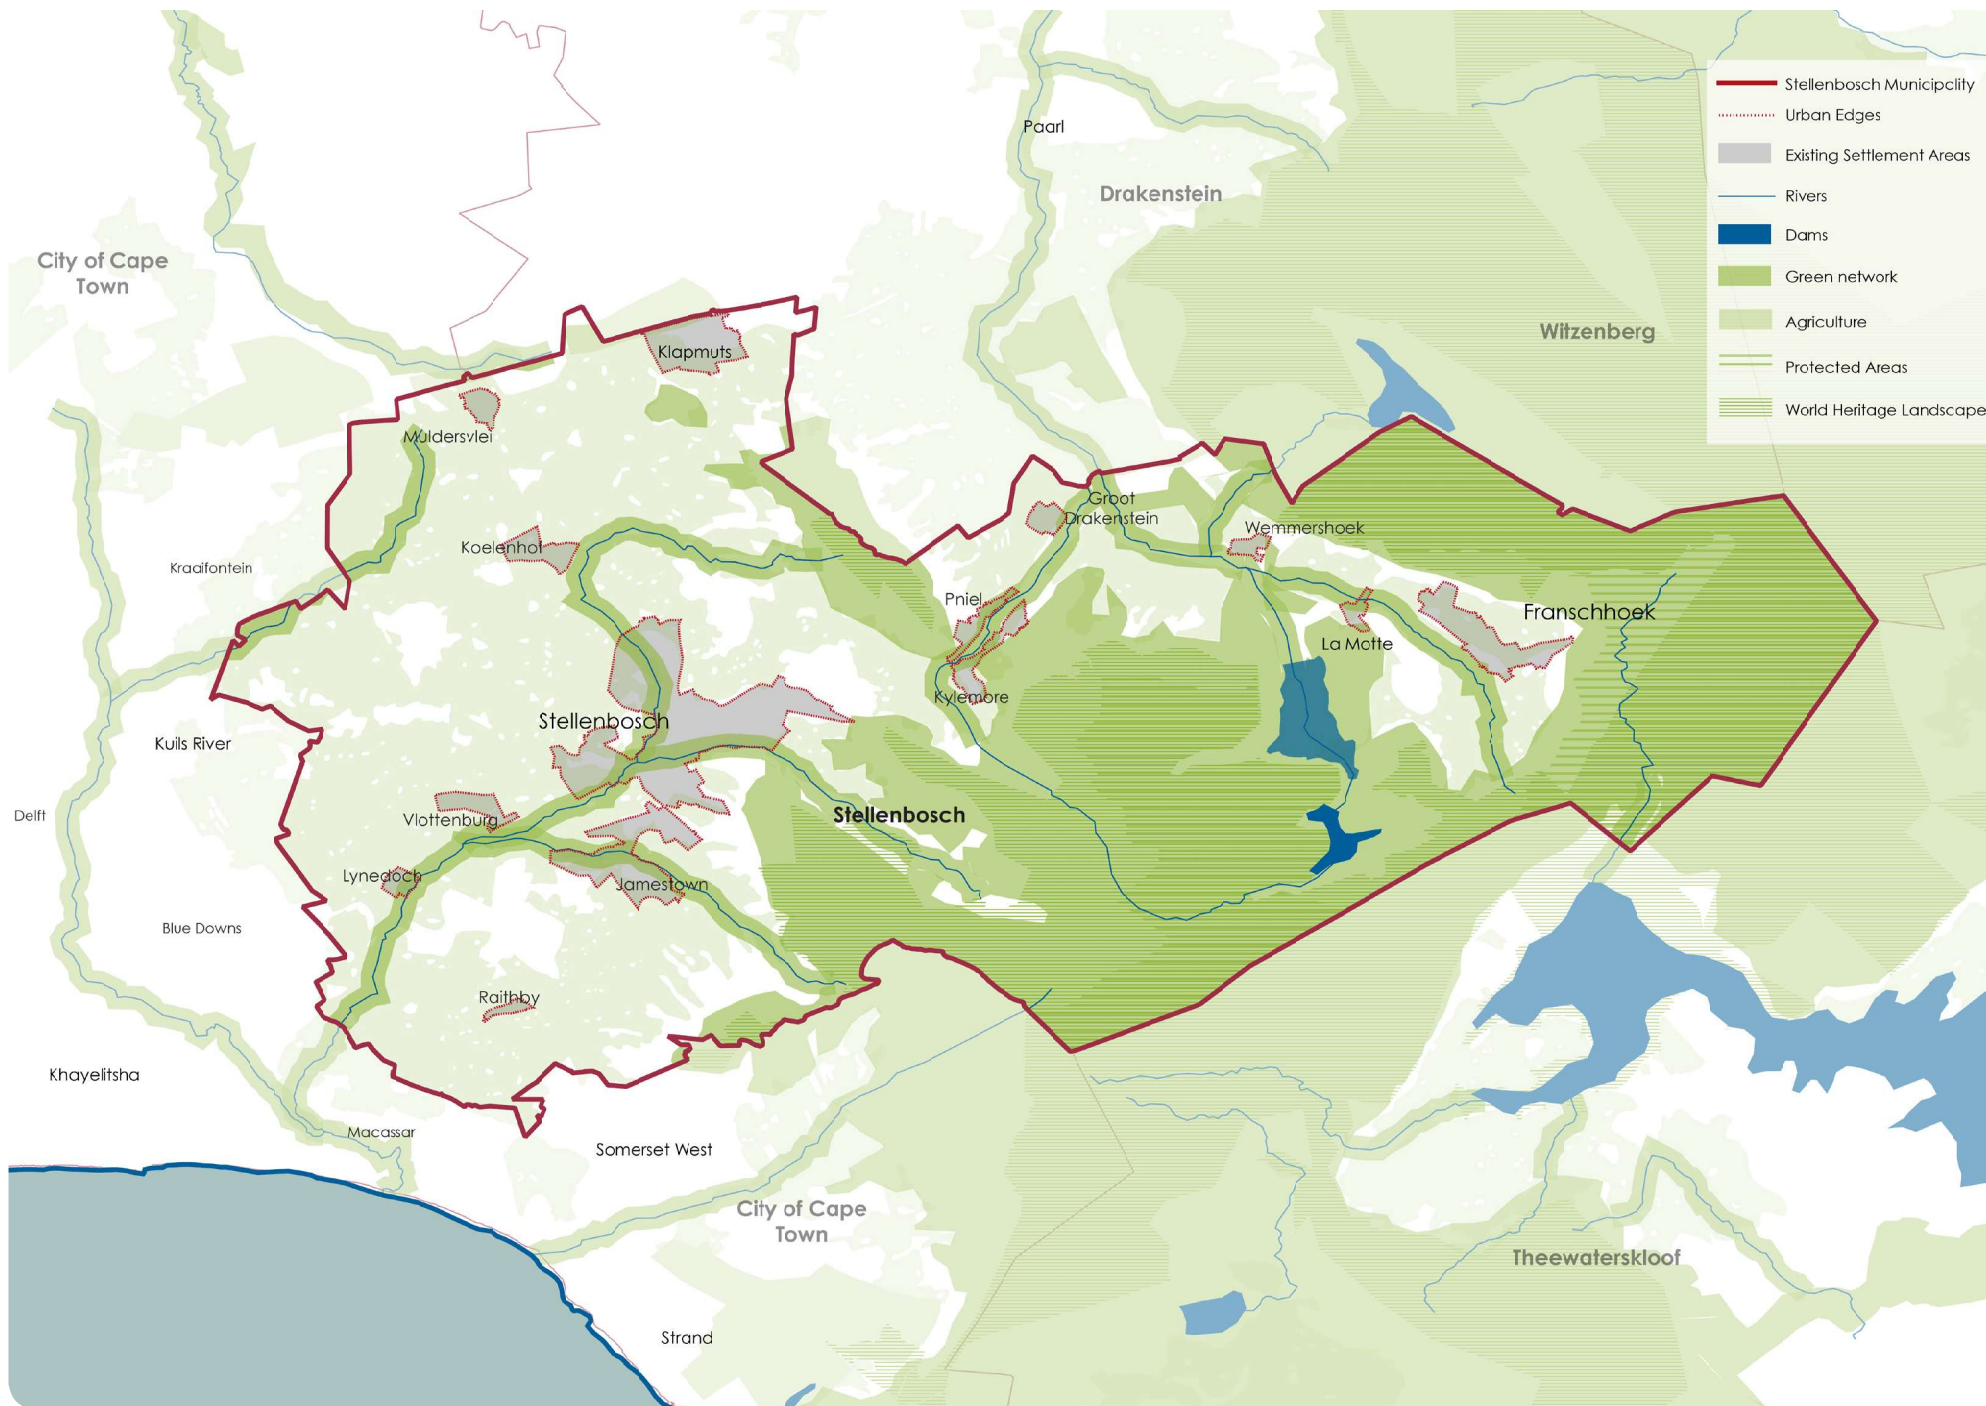 Stellenbosch Municipclity
Urban Edges
Existing Settlement Areas
Rivers
Dams
Green network
Agriculture
Protected Areas
World Heritage Landscape
Paarl
Drakenstein
City of Cape
Town
Witzenberg
Klapmuts
Muldersvlei
Groot
Drakenstein
Wemmershoek
Koelenhof
Kraaifontein
Pniel
Franschhoek
La Motte
Kylemore
Stellenbosch
Kuils River
Delft
Vlottenburg
Stellenbosch
Lynedoch
Jamestown
Blue Downs
Raithby
Khayelitsha
Macassar
Somerset West
City of Cape
Town
Theewaterskloof
Strand